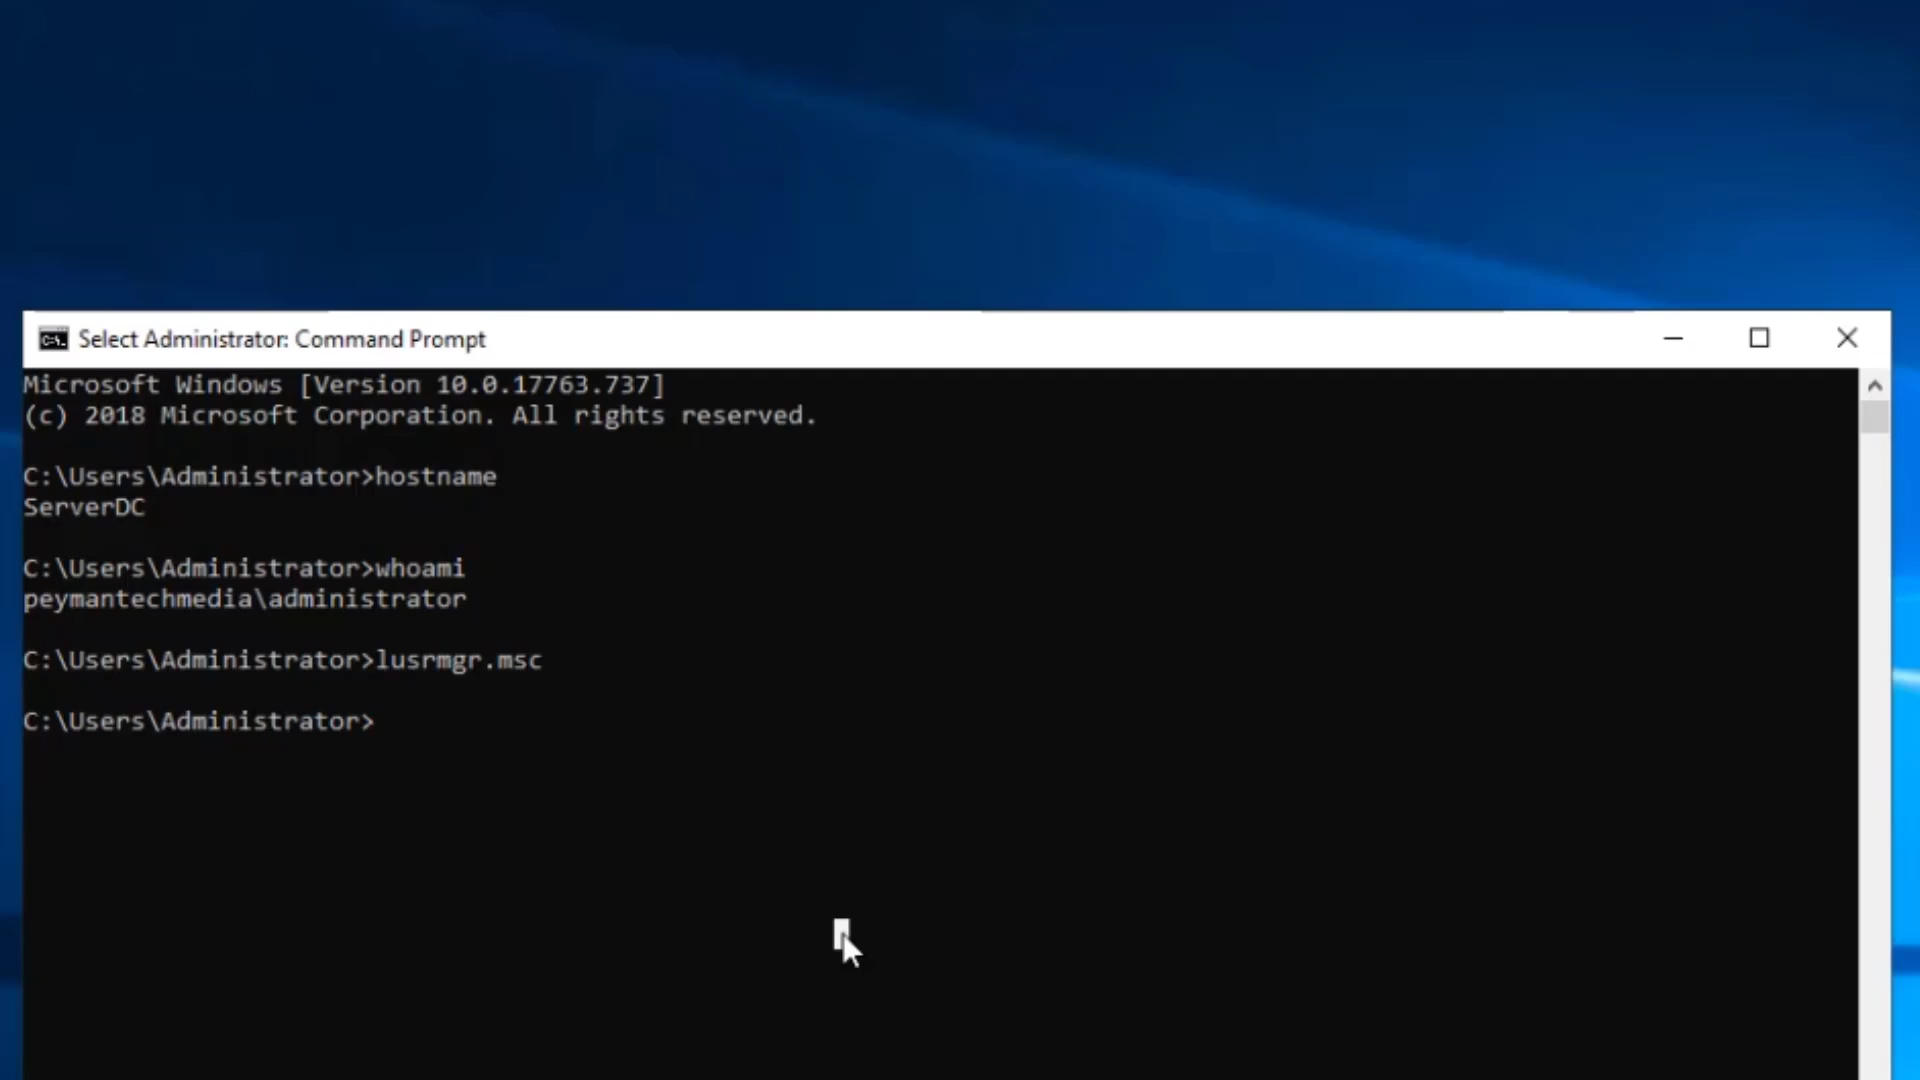 Select Administrator: Command Prompt
Microsoft Windows [Version 10.0.17763.737]
(c) 2018 Microsoft Corporation. All rights reserved.
C:\Users\Administrator>hostname
ServerDC
C:\Users\Administrator>whoami
peymantechmedia\administrator
C:\Users\Administrator>lusrmgr.msc
C:\Users\Administrator>